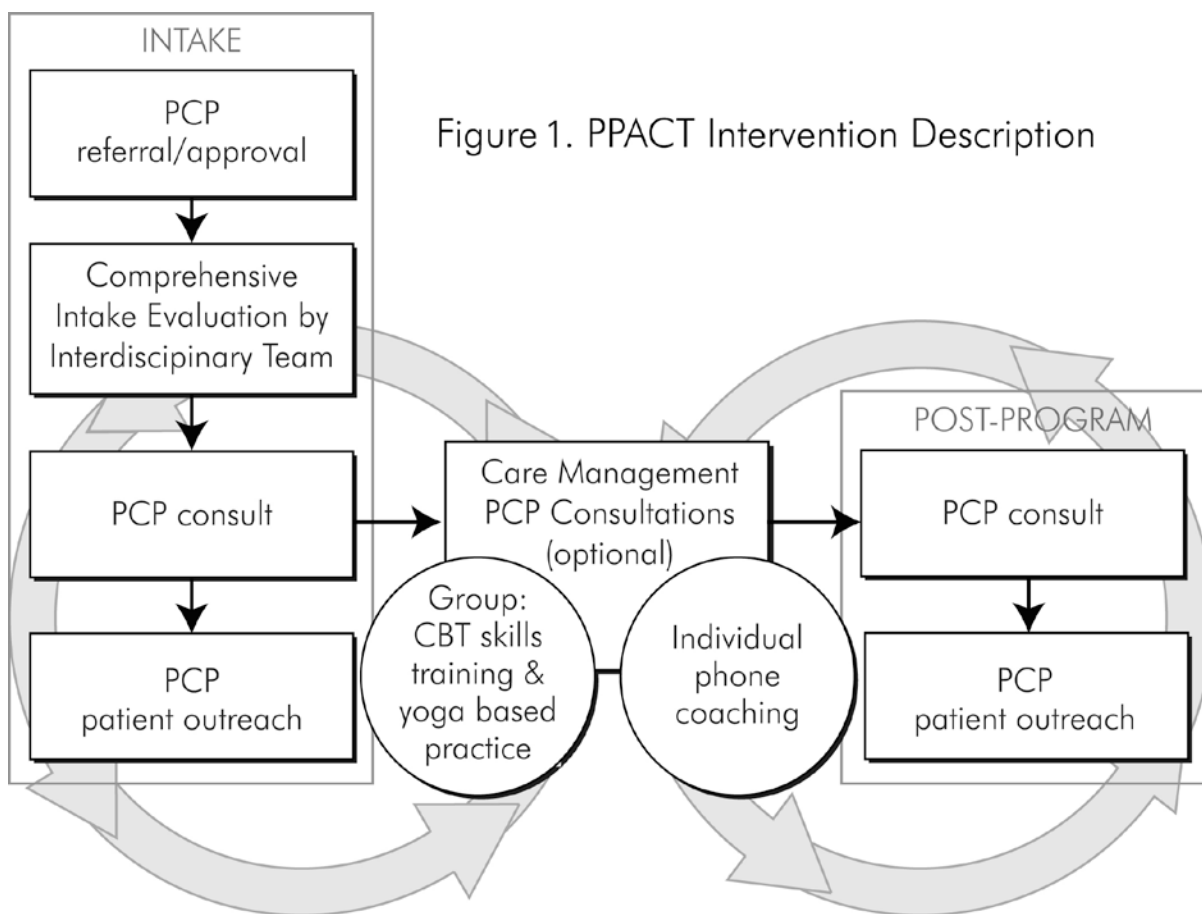 INTAKE
PCP
referral/approval
Figure 1. PPACT Intervention Description
Comprehensive
Intake Evaluation by
Interdiscipinary Team
PCP consult
PCP
patient outreach
Care Management
PCP Consultations
(optional)
Group:
CBT skills
training &
yoga based
practice
Individual
phone
coaching
POST-PROGRAM
PCP consult
PCP
patient outreach